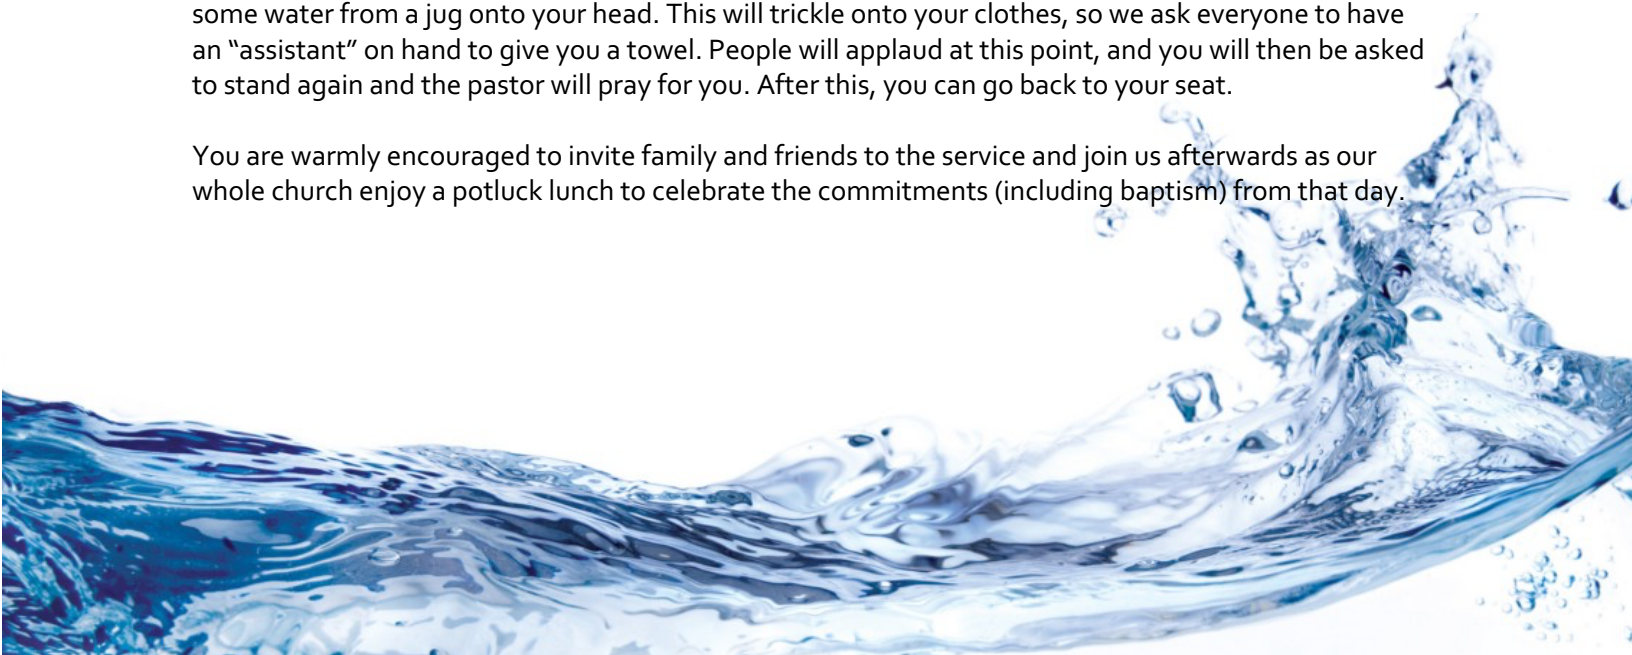 some water from a jug onto your head. This will trickle onto your clothes, so we ask everyone to have
an “assistant” on hand to give you a towel. People will applaud at this point, and you will then be asked
to stand again and the pastor will pray for you. After this, you can go back to your seat.
You are warmly encouraged to invite family and friends to the service and join us afterwards as our
whole church enjoy a potluck lunch to celebrate the commitments (including baptism) from that day.